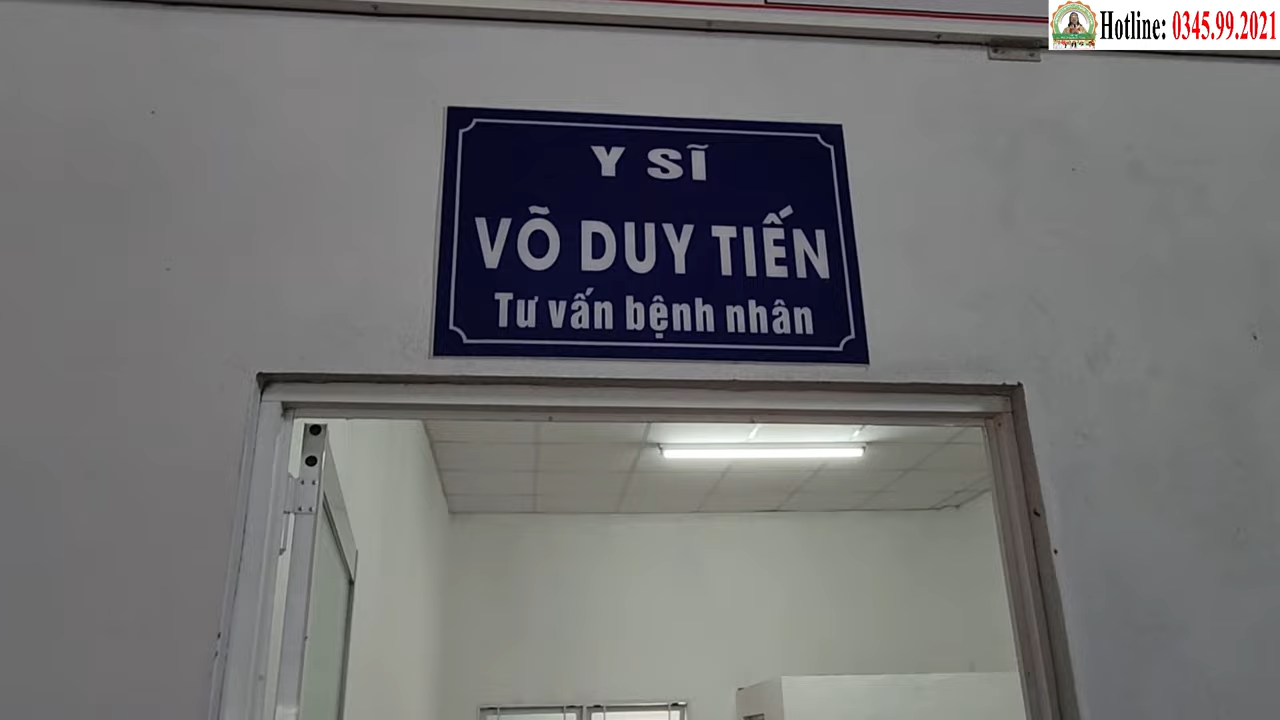 Hotline: 0345.99.2021
Y SĨ
VÕ DUY TIẾN
Tư vấn bệnh nhân